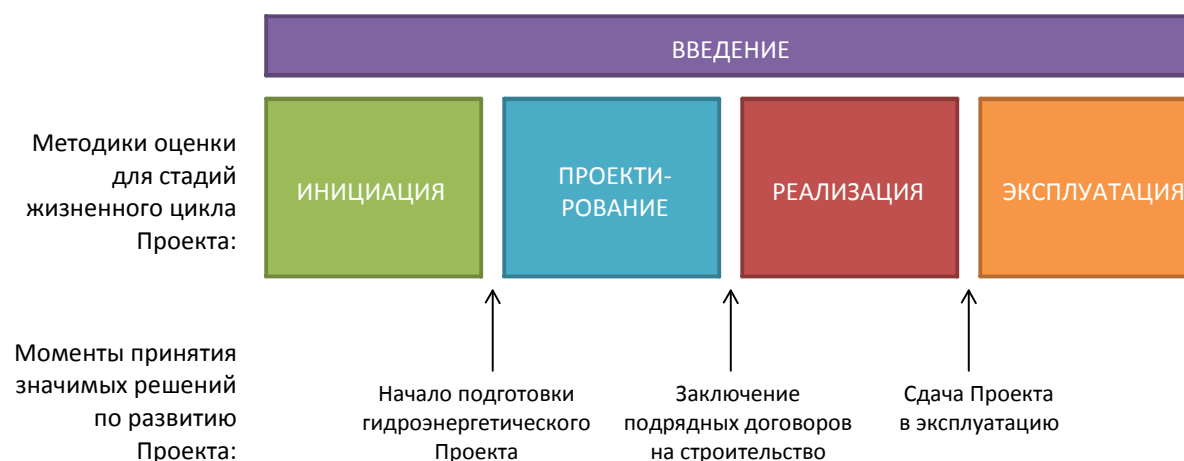 ВВЕДЕНИЕ
Методики оценки
для стадий
жизненного цикла
Проекта:
ИНИЦИАЦИЯ
ПРОЕКТИ-
РОВАНИЕ
РЕАЛИЗАЦИЯ
ЭКСПЛУАТАЦИЯ
Моменты принятия
значимых решений
по развитию
Проекта:
Начало подготовки
гидроэнергетического
Проекта
Заключение
подрядных договоров
на строительство
Сдача Проекта
в эксплуатацию